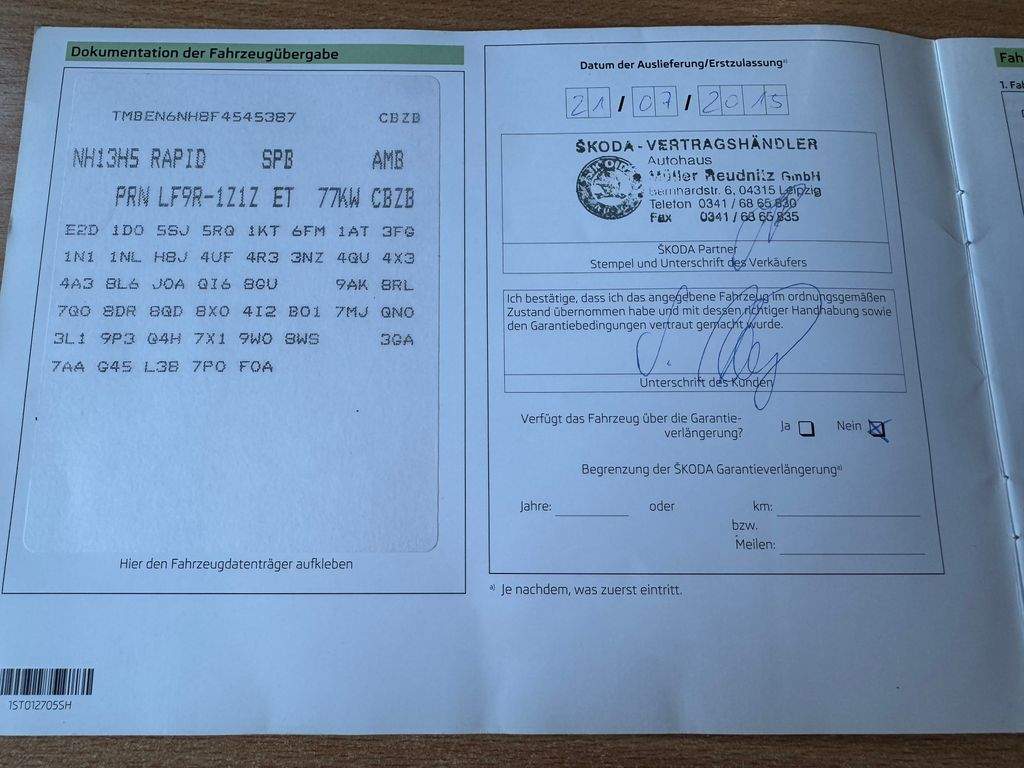 Dokumentation der Fahrzeugübergabe
TMBEN6NH8F4545387 CBZB
NH13H5 RAPID SPB AMB
PRN LF9R-1Z1Z ET 77KW CBZB
E2D 1D0 5SJ 5RQ 1KT 6FM 1AT 3FG
1N1 1NL H8J 4UF 4R3 3NZ 4QU 4X3
4A3 8L6 J0A QI6 8GU 9AK 8RL
7Q0 8DR 8QD 8X0 4I2 B01 7MJ QN0
3L1 9P3 Q4H 7X1 9W0 8WS 3GA
7AA G45 L3B 7P0 F0A
Hier den Fahrzeugdatenträger aufkleben
1ST012705SH
Datum der Auslieferung/Erstzulassung a)
21 / 07 / 2015
ŠKODA-VERTRAGSHÄNDLER
ŠKODA
Autohaus
Müller Reudnitz GmbH
Bernhardstr. 6, 04315 Leipzig
Telefon 0341 / 68 65 830
Fax 0341 / 68 65 835
ŠKODA Partner
Stempel und Unterschrift des Verkäufers
Ich bestätige, dass ich das angegebene Fahrzeug im ordnungsgemäßen
Zustand übernommen habe und mit dessen richtiger Handhabung sowie
den Garantiebedingungen vertraut gemacht wurde.
Unterschrift des Kunden
Verfügt das Fahrzeug über die Garantie-
verlängerung? Ja Nein
Begrenzung der ŠKODA Garantieverlängerung a)
Jahre: oder km:
bzw.
Meilen:
a) Je nachdem, was zuerst eintritt.
Fah
1. Fal